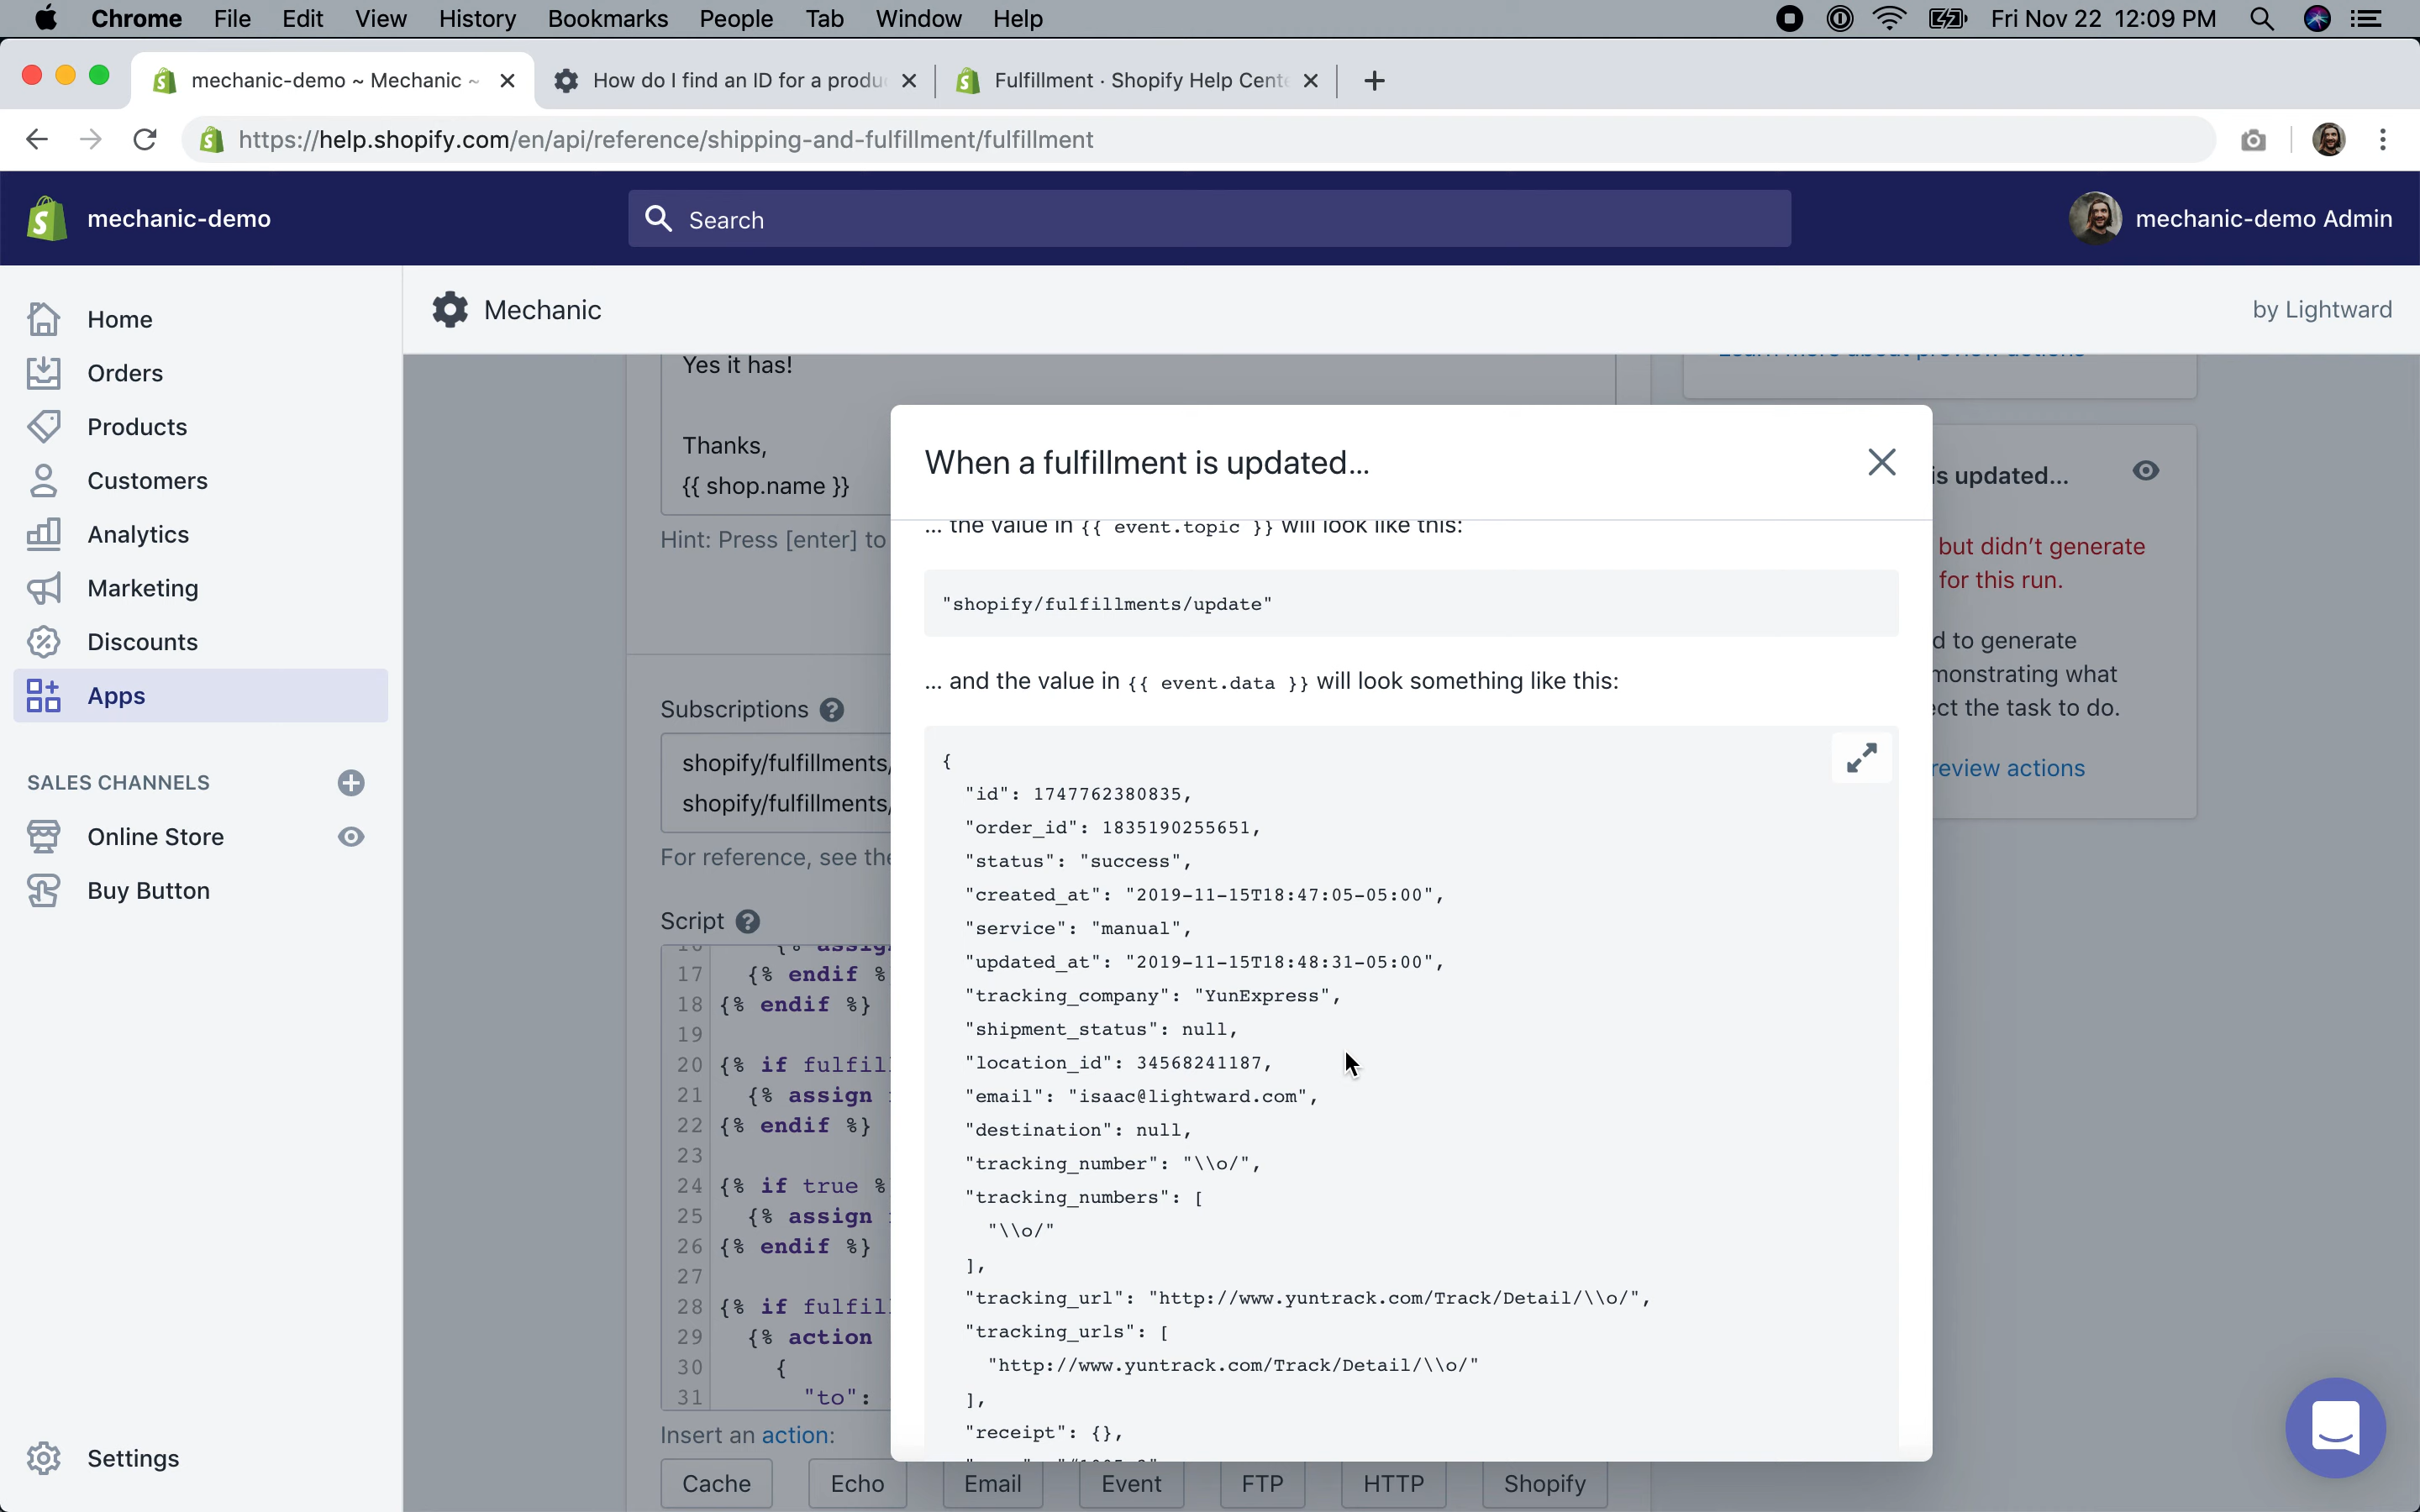 Chrome File Edit View History Bookmarks People Tab Window Help
Fri Nov 22 12:09 PM
mechanic-demo ~ Mechanic ~
How do I find an ID for a produ
Fulfillment · Shopify Help Cente
https://help.shopify.com/en/api/reference/shipping-and-fulfillment/fulfillment
mechanic-demo
Search
mechanic-demo Admin
Home
Orders
Products
Customers
Analytics
Marketing
Discounts
Apps
SALES CHANNELS
Online Store
Buy Button
Settings
Mechanic
by Lightward
Yes it has!
Thanks,
{{ shop.name }}
Hint: Press [enter] to
Subscriptions
shopify/fulfillments/
shopify/fulfillments/
For reference, see the
Script
16 {% assig
17 {% endif %
18 {% endif %}
19
20 {% if fulfil
21 {% assign
22 {% endif %}
23
24 {% if true %
25 {% assign
26 {% endif %}
27
28 {% if fulfil
29 {% action
30 {
31 "to":
Insert an action:
Cache Echo Email Event FTP HTTP Shopify
When a fulfillment is updated...
... the value in {{ event.topic }} will look like this:
"shopify/fulfillments/update"
... and the value in {{ event.data }} will look something like this:
{
"id": 1747762380835,
"order_id": 1835190255651,
"status": "success",
"created_at": "2019-11-15T18:47:05-05:00",
"service": "manual",
"updated_at": "2019-11-15T18:48:31-05:00",
"tracking_company": "YunExpress",
"shipment_status": null,
"location_id": 34568241187,
"email": "isaac@lightward.com",
"destination": null,
"tracking_number": "\\o/",
"tracking_numbers": [
"\\o/"
],
"tracking_url": "http://www.yuntrack.com/Track/Detail/\\o/",
"tracking_urls": [
"http://www.yuntrack.com/Track/Detail/\\o/"
],
"receipt": {},
Learn more about preview actions
is updated...
but didn't generate
for this run.
d to generate
monstrating what
ect the task to do.
review actions